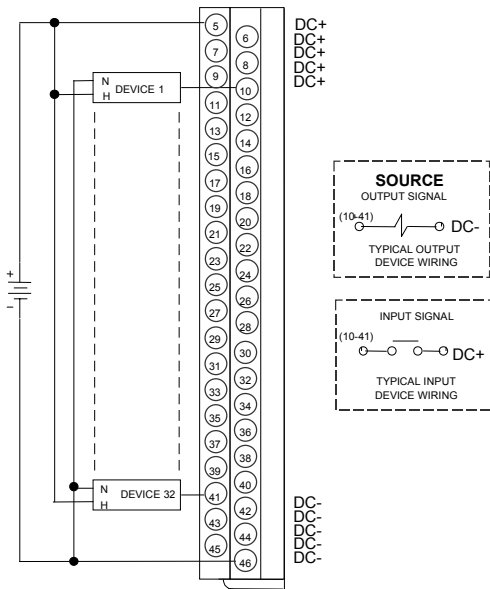 5 DC+
6 DC+
7 DC+
8 DC+
9 DC+
N
H
DEVICE 1
10
11
12
13
14
15
16
17
18
19
20
21
22
23
24
25
26
27
28
29
30
31
32
33
34
35
36
37
38
39
40
N
H
DEVICE 32
41
42 DC-
43 DC-
44 DC-
45 DC-
46 DC-
+
−
SOURCE
OUTPUT SIGNAL
(10-41)
DC-
TYPICAL OUTPUT
DEVICE WIRING
INPUT SIGNAL
(10-41)
DC+
TYPICAL INPUT
DEVICE WIRING